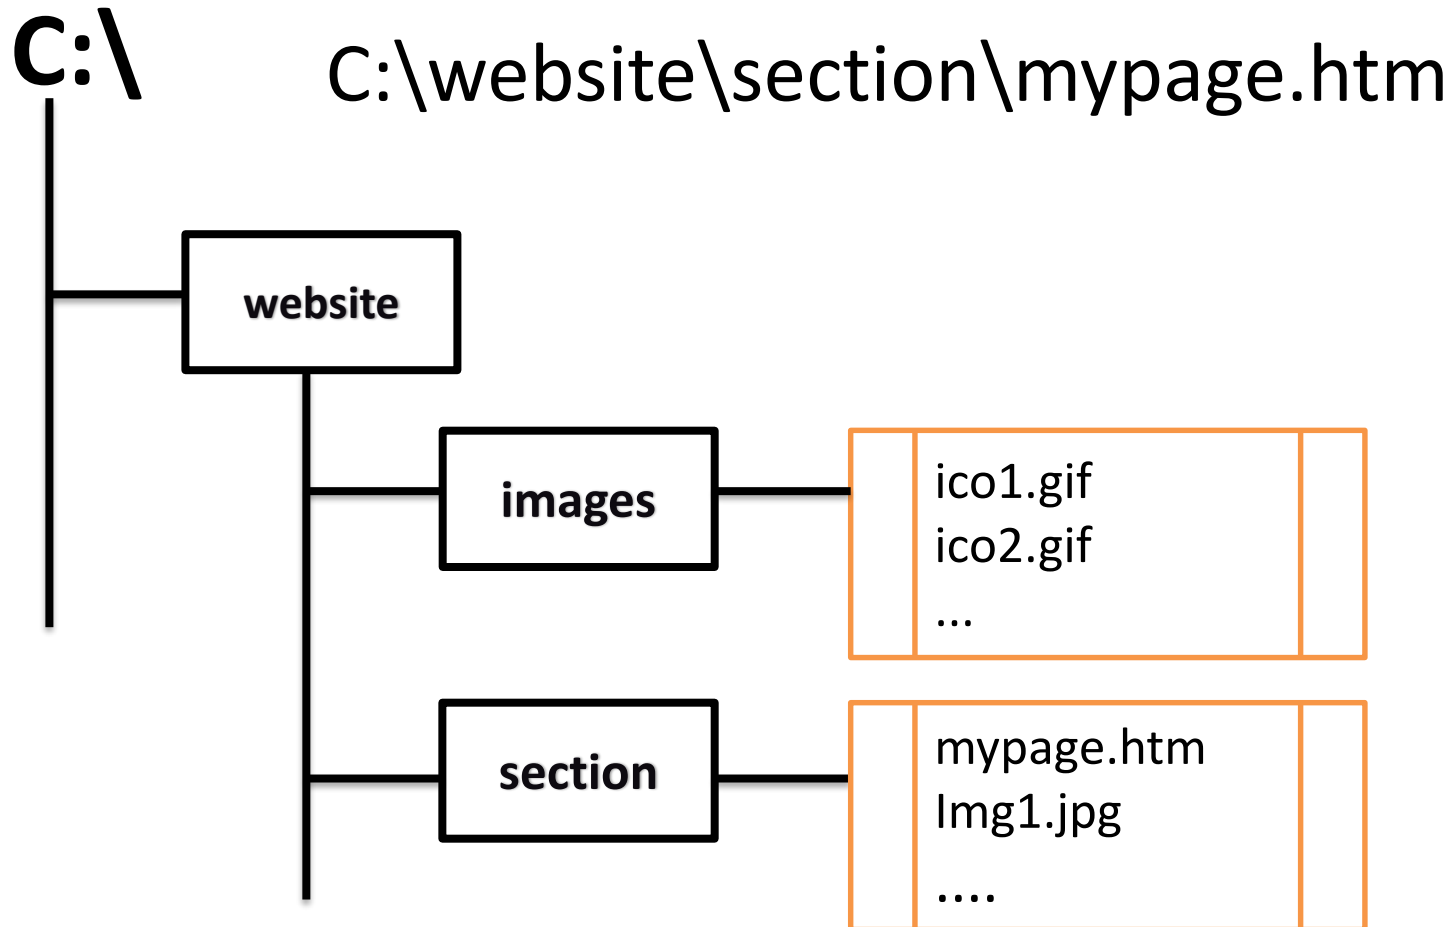 C:\
C:\website\section\mypage.htm
website
images
ico1.gif
ico2.gif
...
section
mypage.htm
Img1.jpg
....